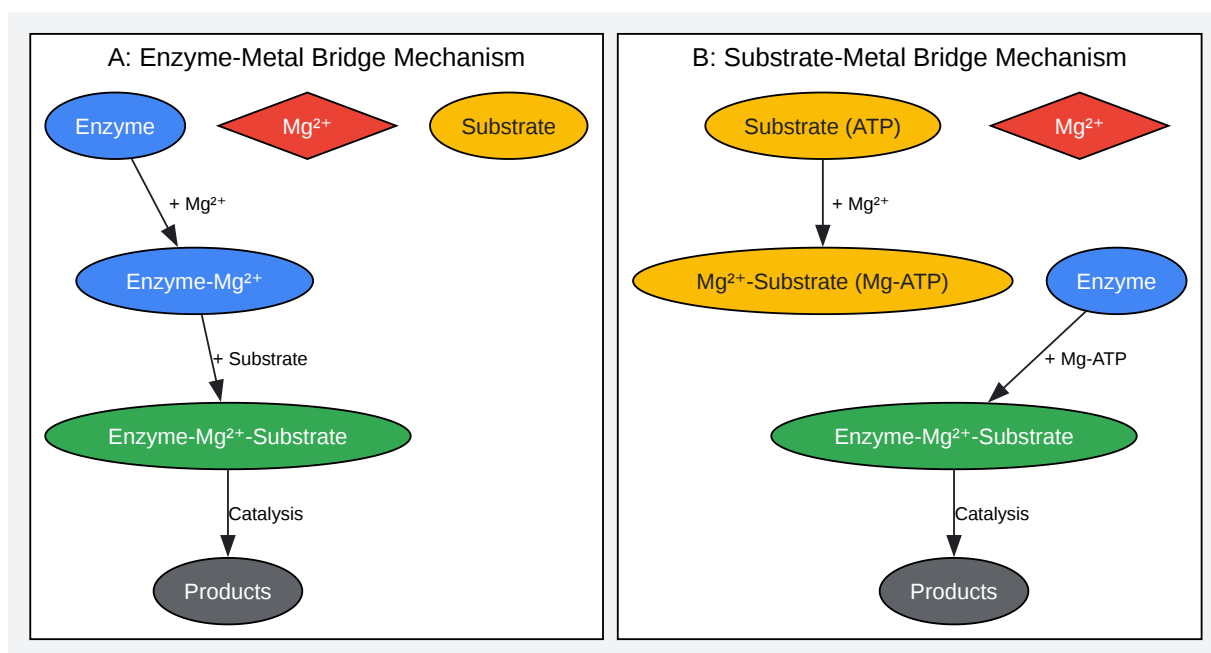 A: Enzyme-Metal Bridge Mechanism
Enzyme
Mg²⁺
Substrate
+ Mg²⁺
Enzyme-Mg²⁺
+ Substrate
Enzyme-Mg²⁺-Substrate
Catalysis
Products
B: Substrate-Metal Bridge Mechanism
Substrate (ATP)
Mg²⁺
+ Mg²⁺
Mg²⁺-Substrate (Mg-ATP)
Enzyme
+ Mg-ATP
Enzyme-Mg²⁺-Substrate
Catalysis
Products